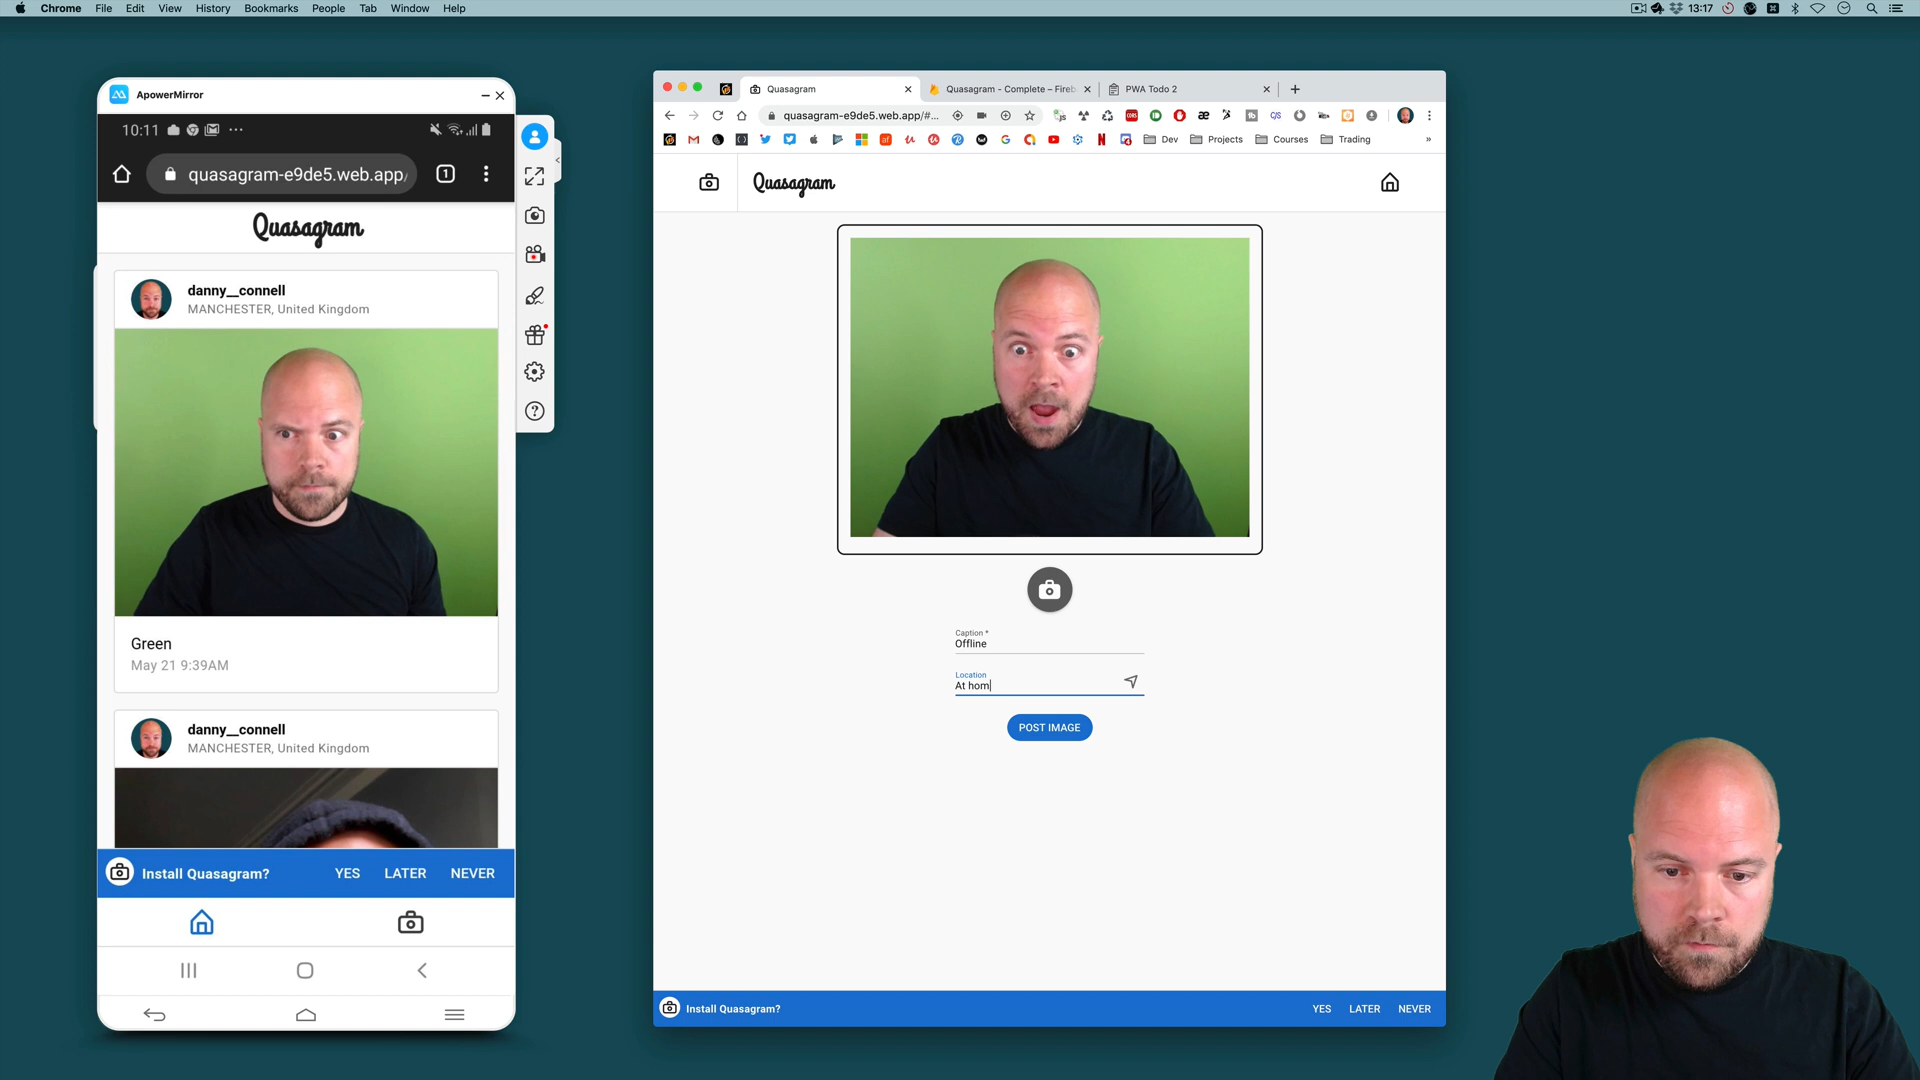 Chrome File Edit View History Bookmarks People Tab Window Help
13:17
ApowerMirror
10:11
quasagram-e9de5.web.app/
1
Quasagram
danny__connell
MANCHESTER, United Kingdom
Green
May 21 9:39AM
danny__connell
MANCHESTER, United Kingdom
Install Quasagram? YES LATER NEVER
Quasagram
Quasagram - Complete – Fireb
PWA Todo 2
quasagram-e9de5.web.app/#...
Dev Projects Courses Trading
Quasagram
Caption *
Offline
Location
At hom
POST IMAGE
Install Quasagram? YES LATER NEVER